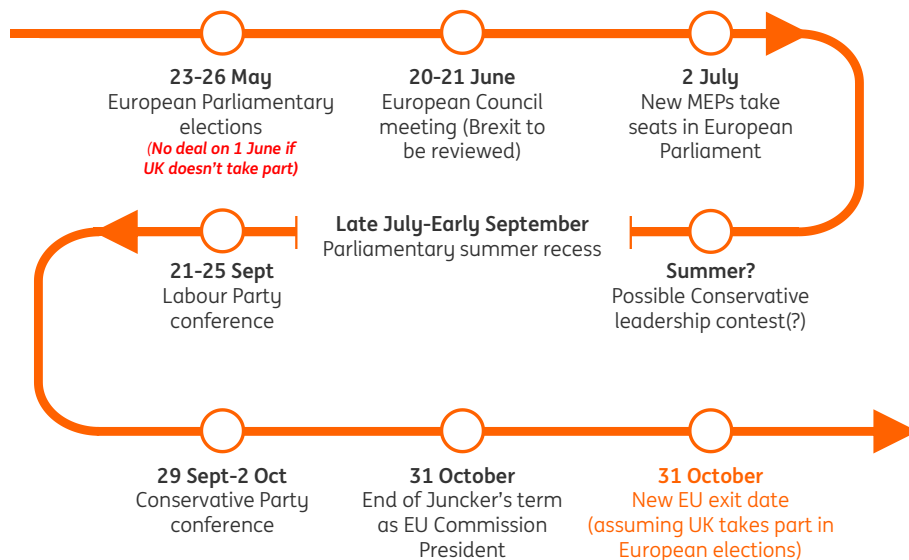 23-26 May
European Parliamentary
elections
(No deal on 1 June if
UK doesn't take part)
20-21 June
European Council
meeting (Brexit to
be reviewed)
2 July
New MEPs take
seats in European
Parliament
Summer?
Possible Conservative
leadership contest(?)
Late July-Early September
Parliamentary summer recess
21-25 Sept
Labour Party
conference
29 Sept-2 Oct
Conservative Party
conference
31 October
End of Juncker's term
as EU Commission
President
31 October
New EU exit date
(assuming UK takes part in
European elections)